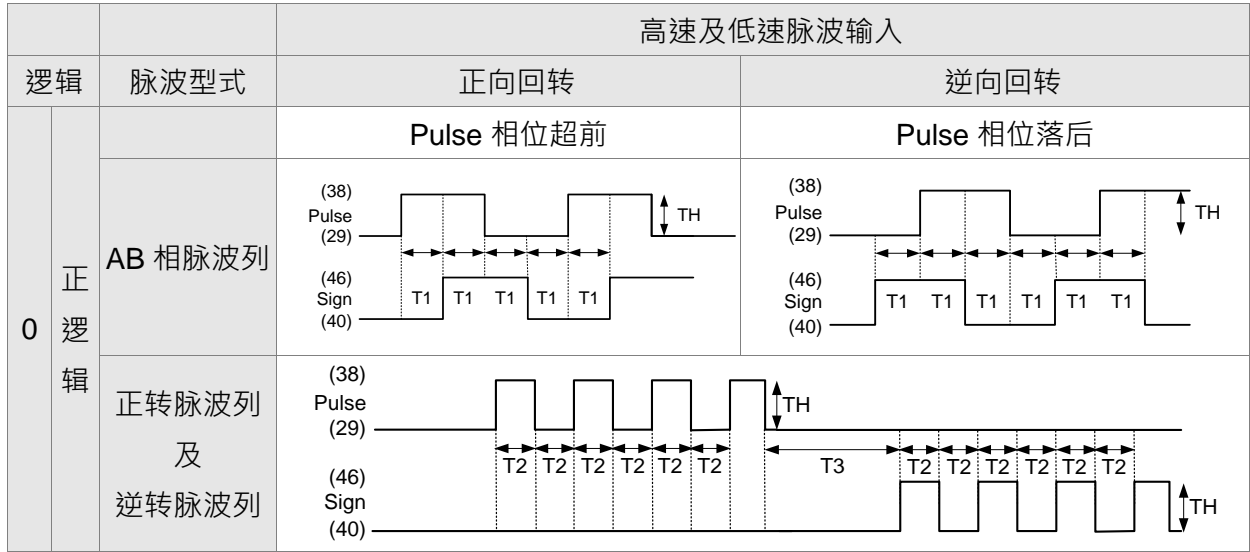 高速及低速脉波输入
逻辑 脉波型式 正向回转 逆向回转
Pulse 相位超前 Pulse 相位落后
0
正逻辑
AB 相脉波列
(38)
Pulse
(29)
TH
(46)
Sign
(40)
T1 T1 T1 T1 T1
(38)
Pulse
(29)
TH
(46)
Sign
(40)
T1 T1 T1 T1 T1 T1
正转脉波列
及
逆转脉波列
(38)
Pulse
(29)
TH
T2 T2 T2 T2 T2 T2 T3 T2 T2 T2 T2 T2 T2
(46)
Sign
(40)
TH